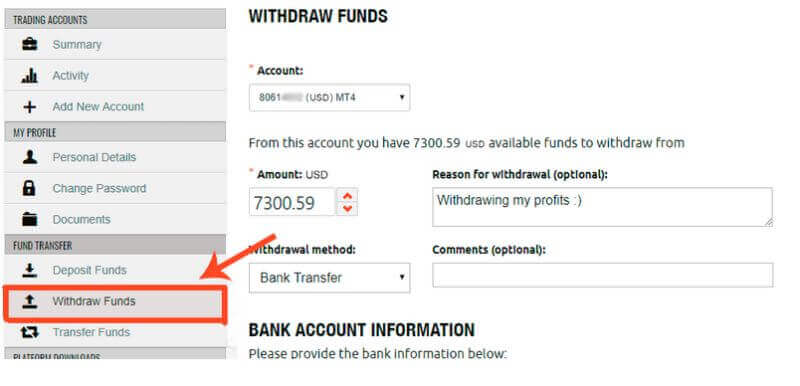 TRADING ACCOUNTS
Summary
Activity
Add New Account
MY PROFILE
Personal Details
Change Password
Documents
FUND TRANSFER
Deposit Funds
Withdraw Funds
Transfer Funds
PLATFORM DOWNLOADS
WITHDRAW FUNDS
* Account:
8061 (USD) MT4
From this account you have 7300.59 USD available funds to withdraw from
* Amount: USD
7300.59
Reason for withdrawal (optional):
Withdrawing my profits :)
Withdrawal method:
Bank Transfer
Comments (optional):
BANK ACCOUNT INFORMATION
Please provide the bank information below: